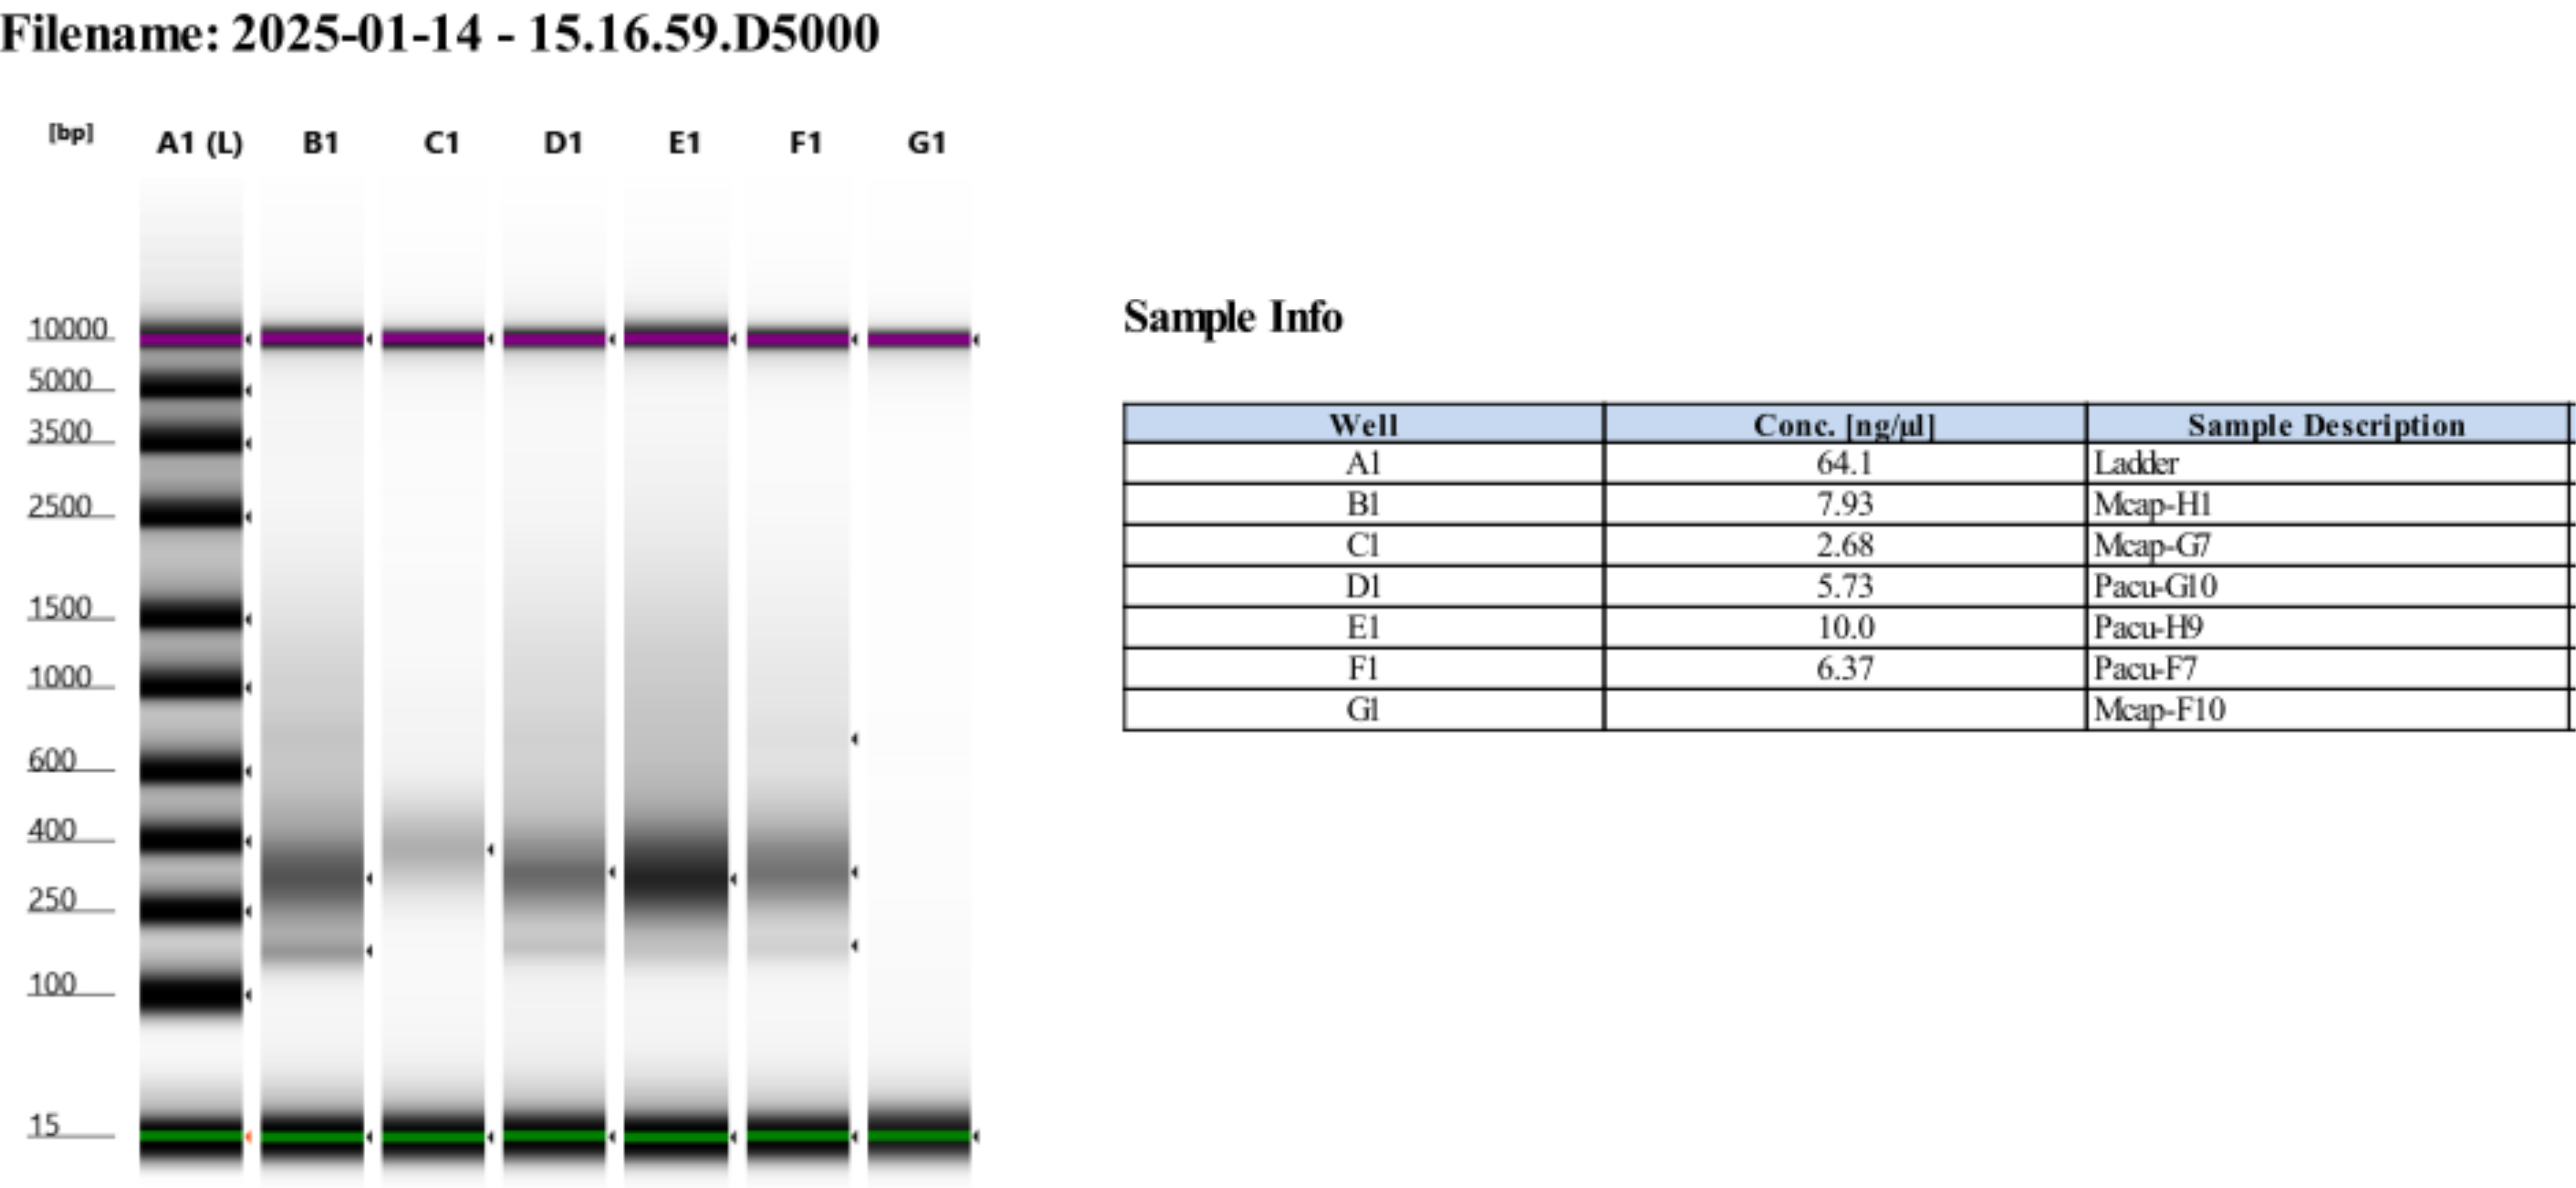 Filename: 2025-01-14 - 15.16.59.D5000
[bp] A1 (L) B1 C1 D1 E1 F1 G1
10000
5000
3500
2500
1500
1000
600
400
250
100
15
Sample Info
Well Conc. [ng/µl] Sample Description
A1 64.1 Ladder
B1 7.93 Mcap-H1
C1 2.68 Mcap-G7
D1 5.73 Pacu-G10
E1 10.0 Pacu-H9
F1 6.37 Pacu-F7
G1 Mcap-F10